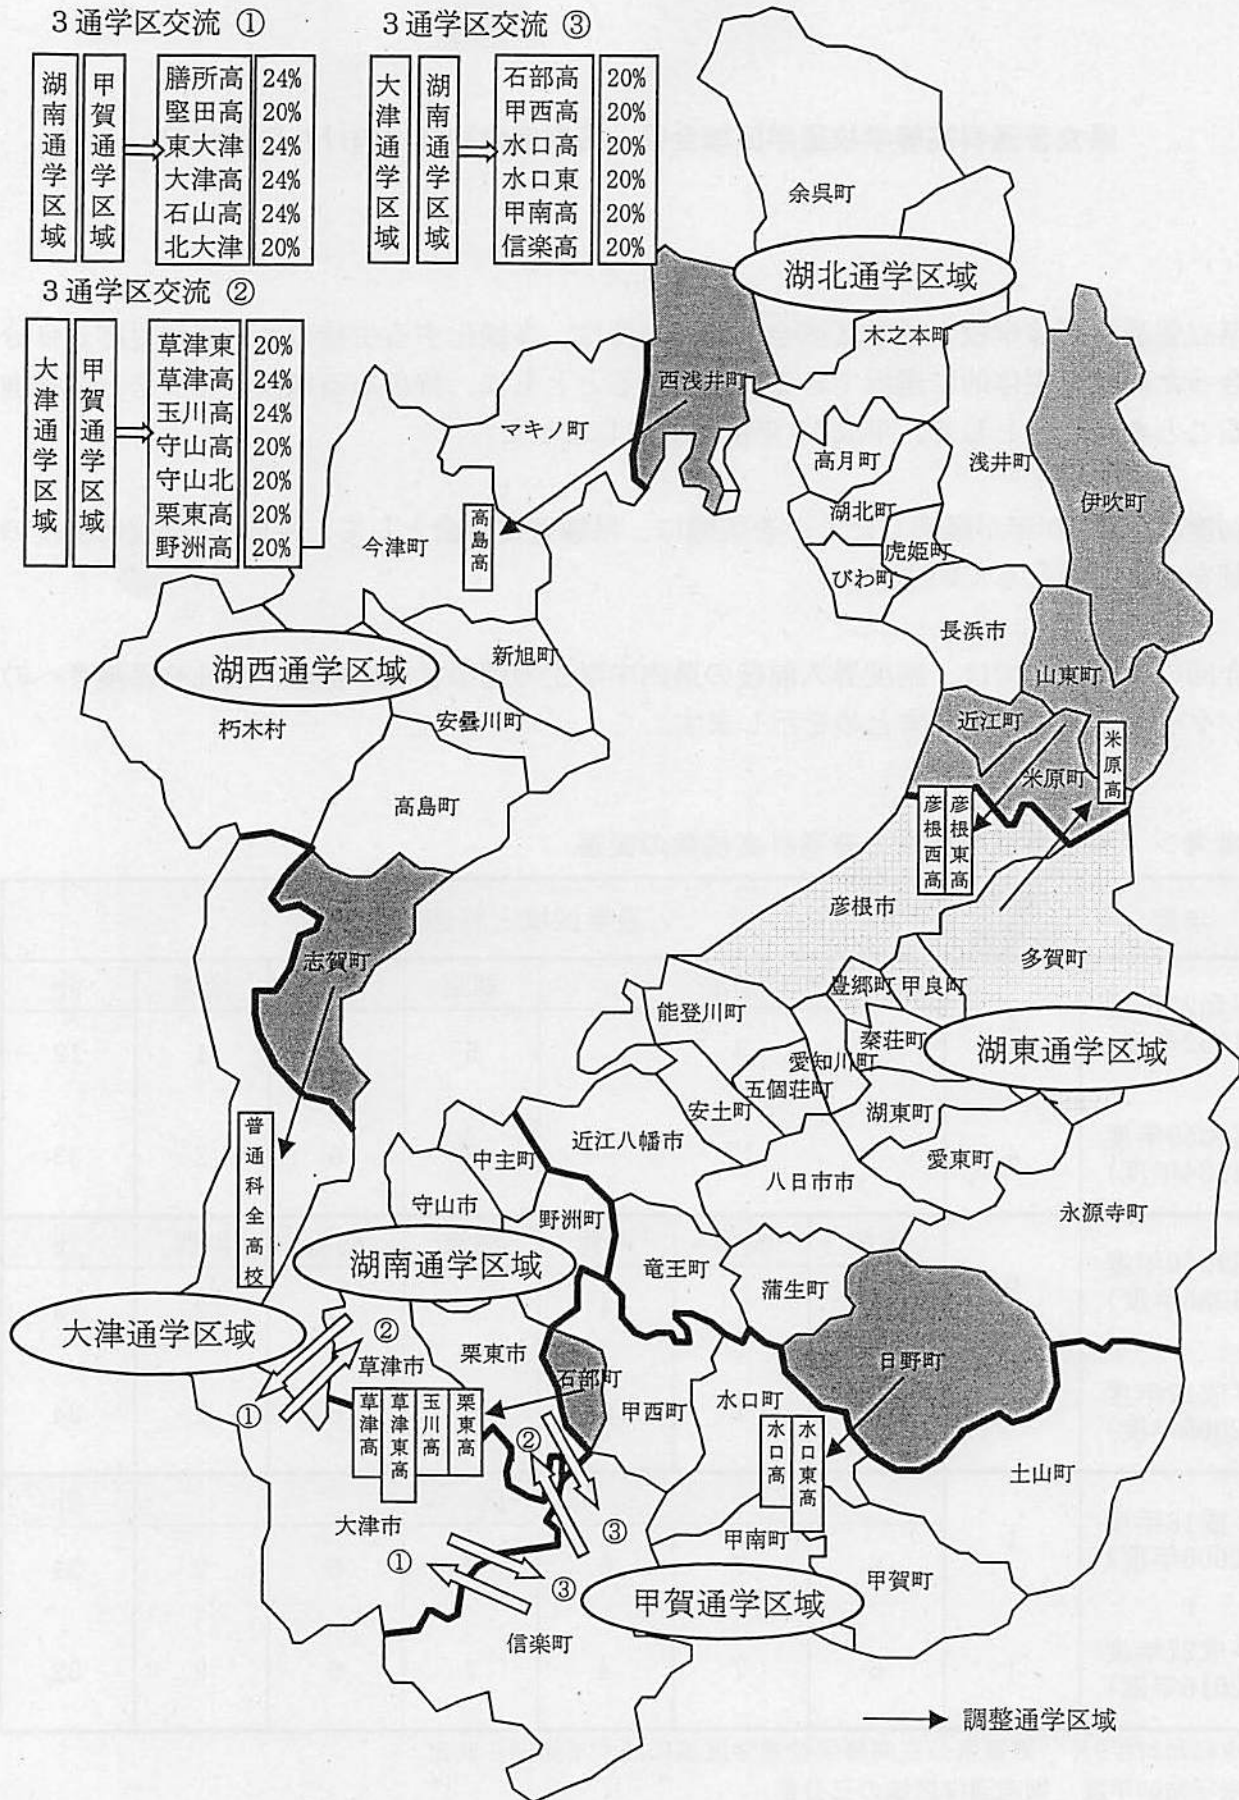 3通学区交流 ①
湖南通学区域
甲賀通学区域
膳所高 24%
堅田高 20%
東大津 24%
大津高 24%
石山高 24%
北大津 20%
3通学区交流 ③
大津通学区域
湖南通学区域
石部高 20%
甲西高 20%
水口高 20%
水口東 20%
甲南高 20%
信楽高 20%
3通学区交流 ②
大津通学区域
甲賀通学区域
草津東 20%
草津高 24%
玉川高 24%
守山高 20%
守山北 20%
栗東高 20%
野洲高 20%
余呉町
湖北通学区域
木之本町
西浅井町
マキノ町
高月町
浅井町
伊吹町
湖北町
高島高
今津町
虎姫町
びわ町
長浜市
湖西通学区域
新旭町
山東町
朽木村
安曇川町
近江町
米原高
米原町
高島町
彦根西高
彦根東高
彦根市
志賀町
多賀町
豊郷町
甲良町
能登川町
秦荘町
湖東通学区域
愛知川町
五個荘町
安土町
湖東町
普通科全高校
中主町
近江八幡市
愛東町
八日市市
守山市
野洲町
永源寺町
湖南通学区域
竜王町
蒲生町
大津通学区域
②
草津市
栗東市
石部町
日野町
①
草津高
草津東高
玉川高
栗東高
甲西町
水口町
②
水口高
水口東高
土山町
大津市
③
甲南町
①
③
甲賀町
甲賀通学区域
信楽町
調整通学区域